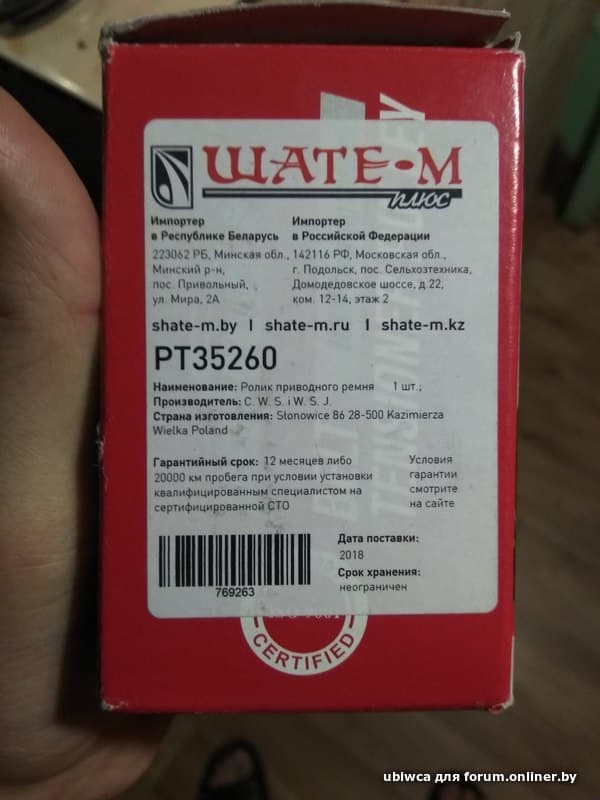 ШАТЕ-М
плюс
Импортер
в Республике Беларусь
223062 РБ, Минская обл.,
Минский р-н,
пос. Привольный,
ул. Мира, 2А
Импортер
в Российской Федерации
142116 РФ, Московская обл.,
г. Подольск, пос. Сельхозтехника,
Домодедовское шоссе, д.22,
ком. 12-14, этаж 2
shate-m.by I shate-m.ru I shate-m.kz
PT35260
Наименование: Ролик приводного ремня 1 шт.;
Производитель: C. W. S. i W. S. J.
Страна изготовления: Słonowice 86 28-500 Kazimierza
Wielka Poland
Гарантийный срок: 12 месяцев либо
20000 км пробега при условии установки
квалифицированным специалистом на
сертифицированной СТО
Условия
гарантии
смотрите
на сайте
769263
Дата поставки:
2018
Срок хранения:
неограничен
CERTIFIED
ubiwca для forum.onliner.by